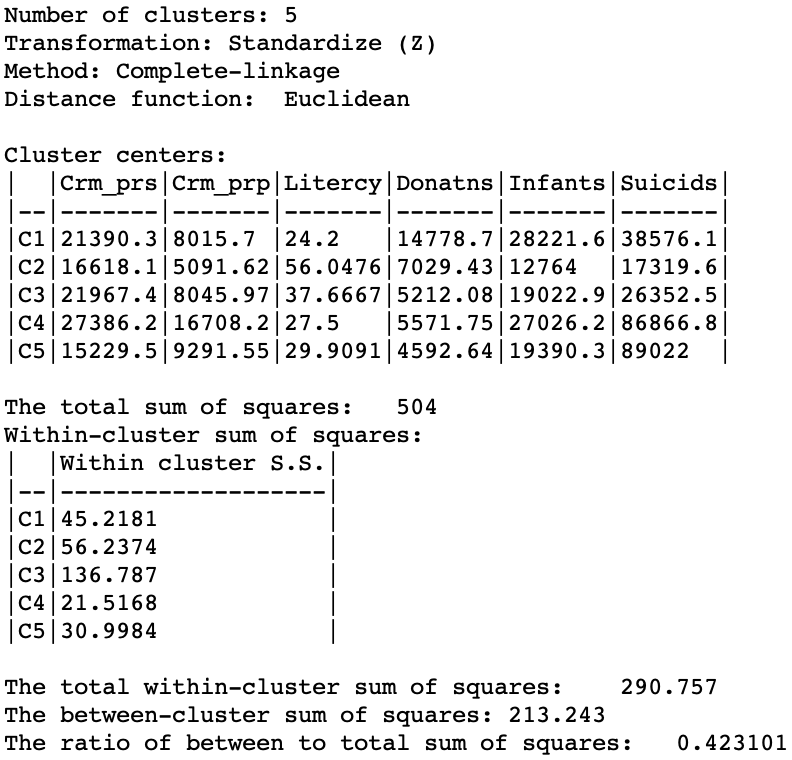 Number of clusters: 5
Transformation: Standardize (Z)
Method: Complete-linkage
Distance function:  Euclidean

Cluster centers:
|  |Crm_prs|Crm_prp|Litercy|Donatns|Infants|Suicids|
|--|-------|-------|-------|-------|-------|-------|
|C1|21390.3|8015.7 |24.2   |14778.7|28221.6|38576.1|
|C2|16618.1|5091.62|56.0476|7029.43|12764  |17319.6|
|C3|21967.4|8045.97|37.6667|5212.08|19022.9|26352.5|
|C4|27386.2|16708.2|27.5   |5571.75|27026.2|86866.8|
|C5|15229.5|9291.55|29.9091|4592.64|19390.3|89022  |

The total sum of squares:   504
Within-cluster sum of squares:
|  |Within cluster S.S.|
|--|-------------------|
|C1|45.2181            |
|C2|56.2374            |
|C3|136.787            |
|C4|21.5168            |
|C5|30.9984            |

The total within-cluster sum of squares:    290.757
The between-cluster sum of squares: 213.243
The ratio of between to total sum of squares:   0.423101